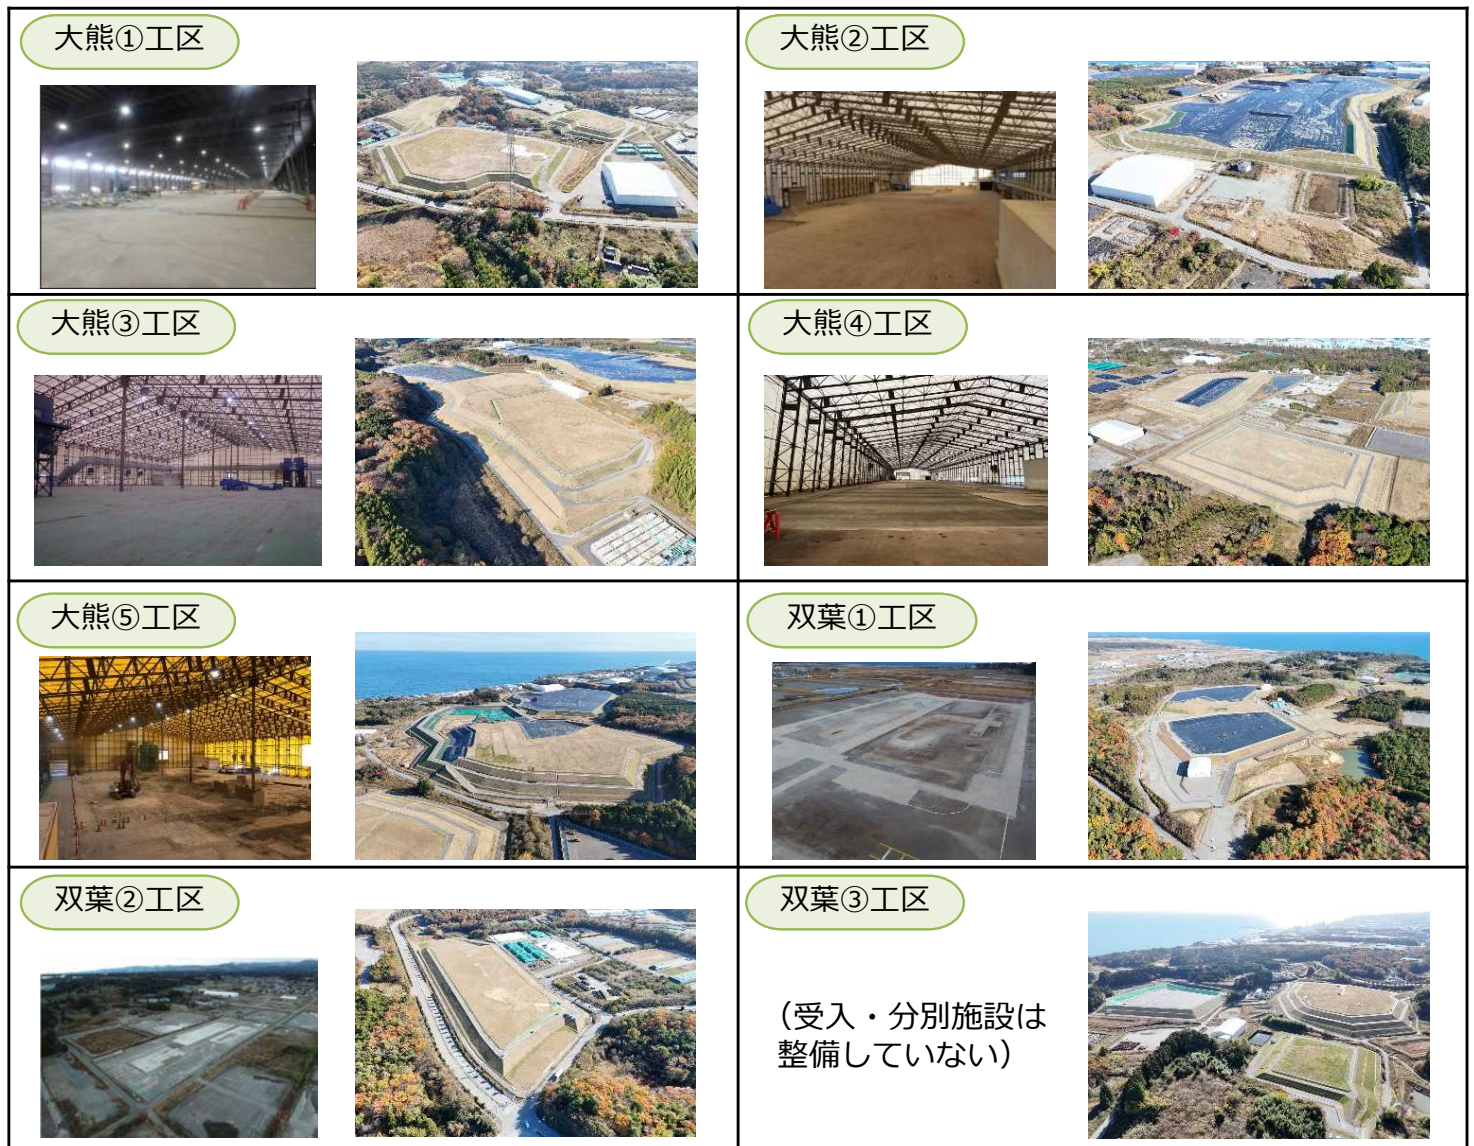 大熊①工区
大熊②工区
大熊③工区
大熊④工区
大熊⑤工区
双葉①工区
双葉②工区
双葉③工区
（受入・分別施設は
整備していない）